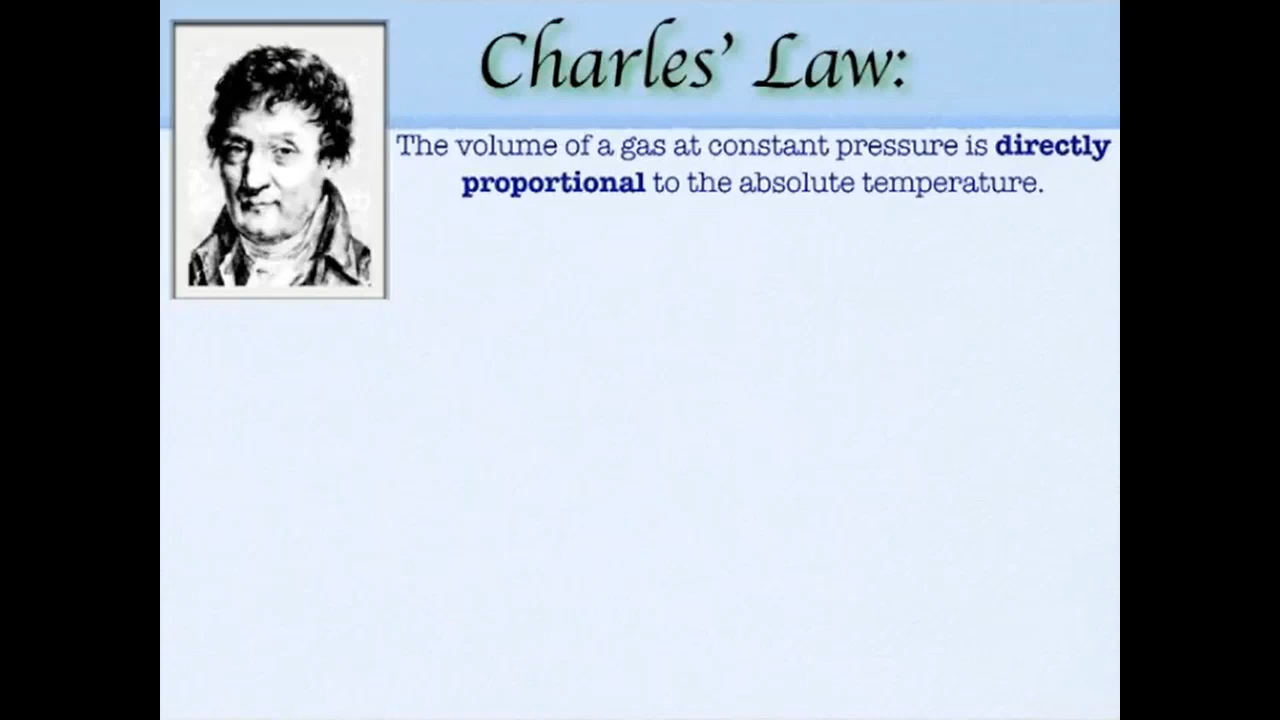 Charles’ Law:
The volume of a gas at constant pressure is directly
proportional to the absolute temperature.